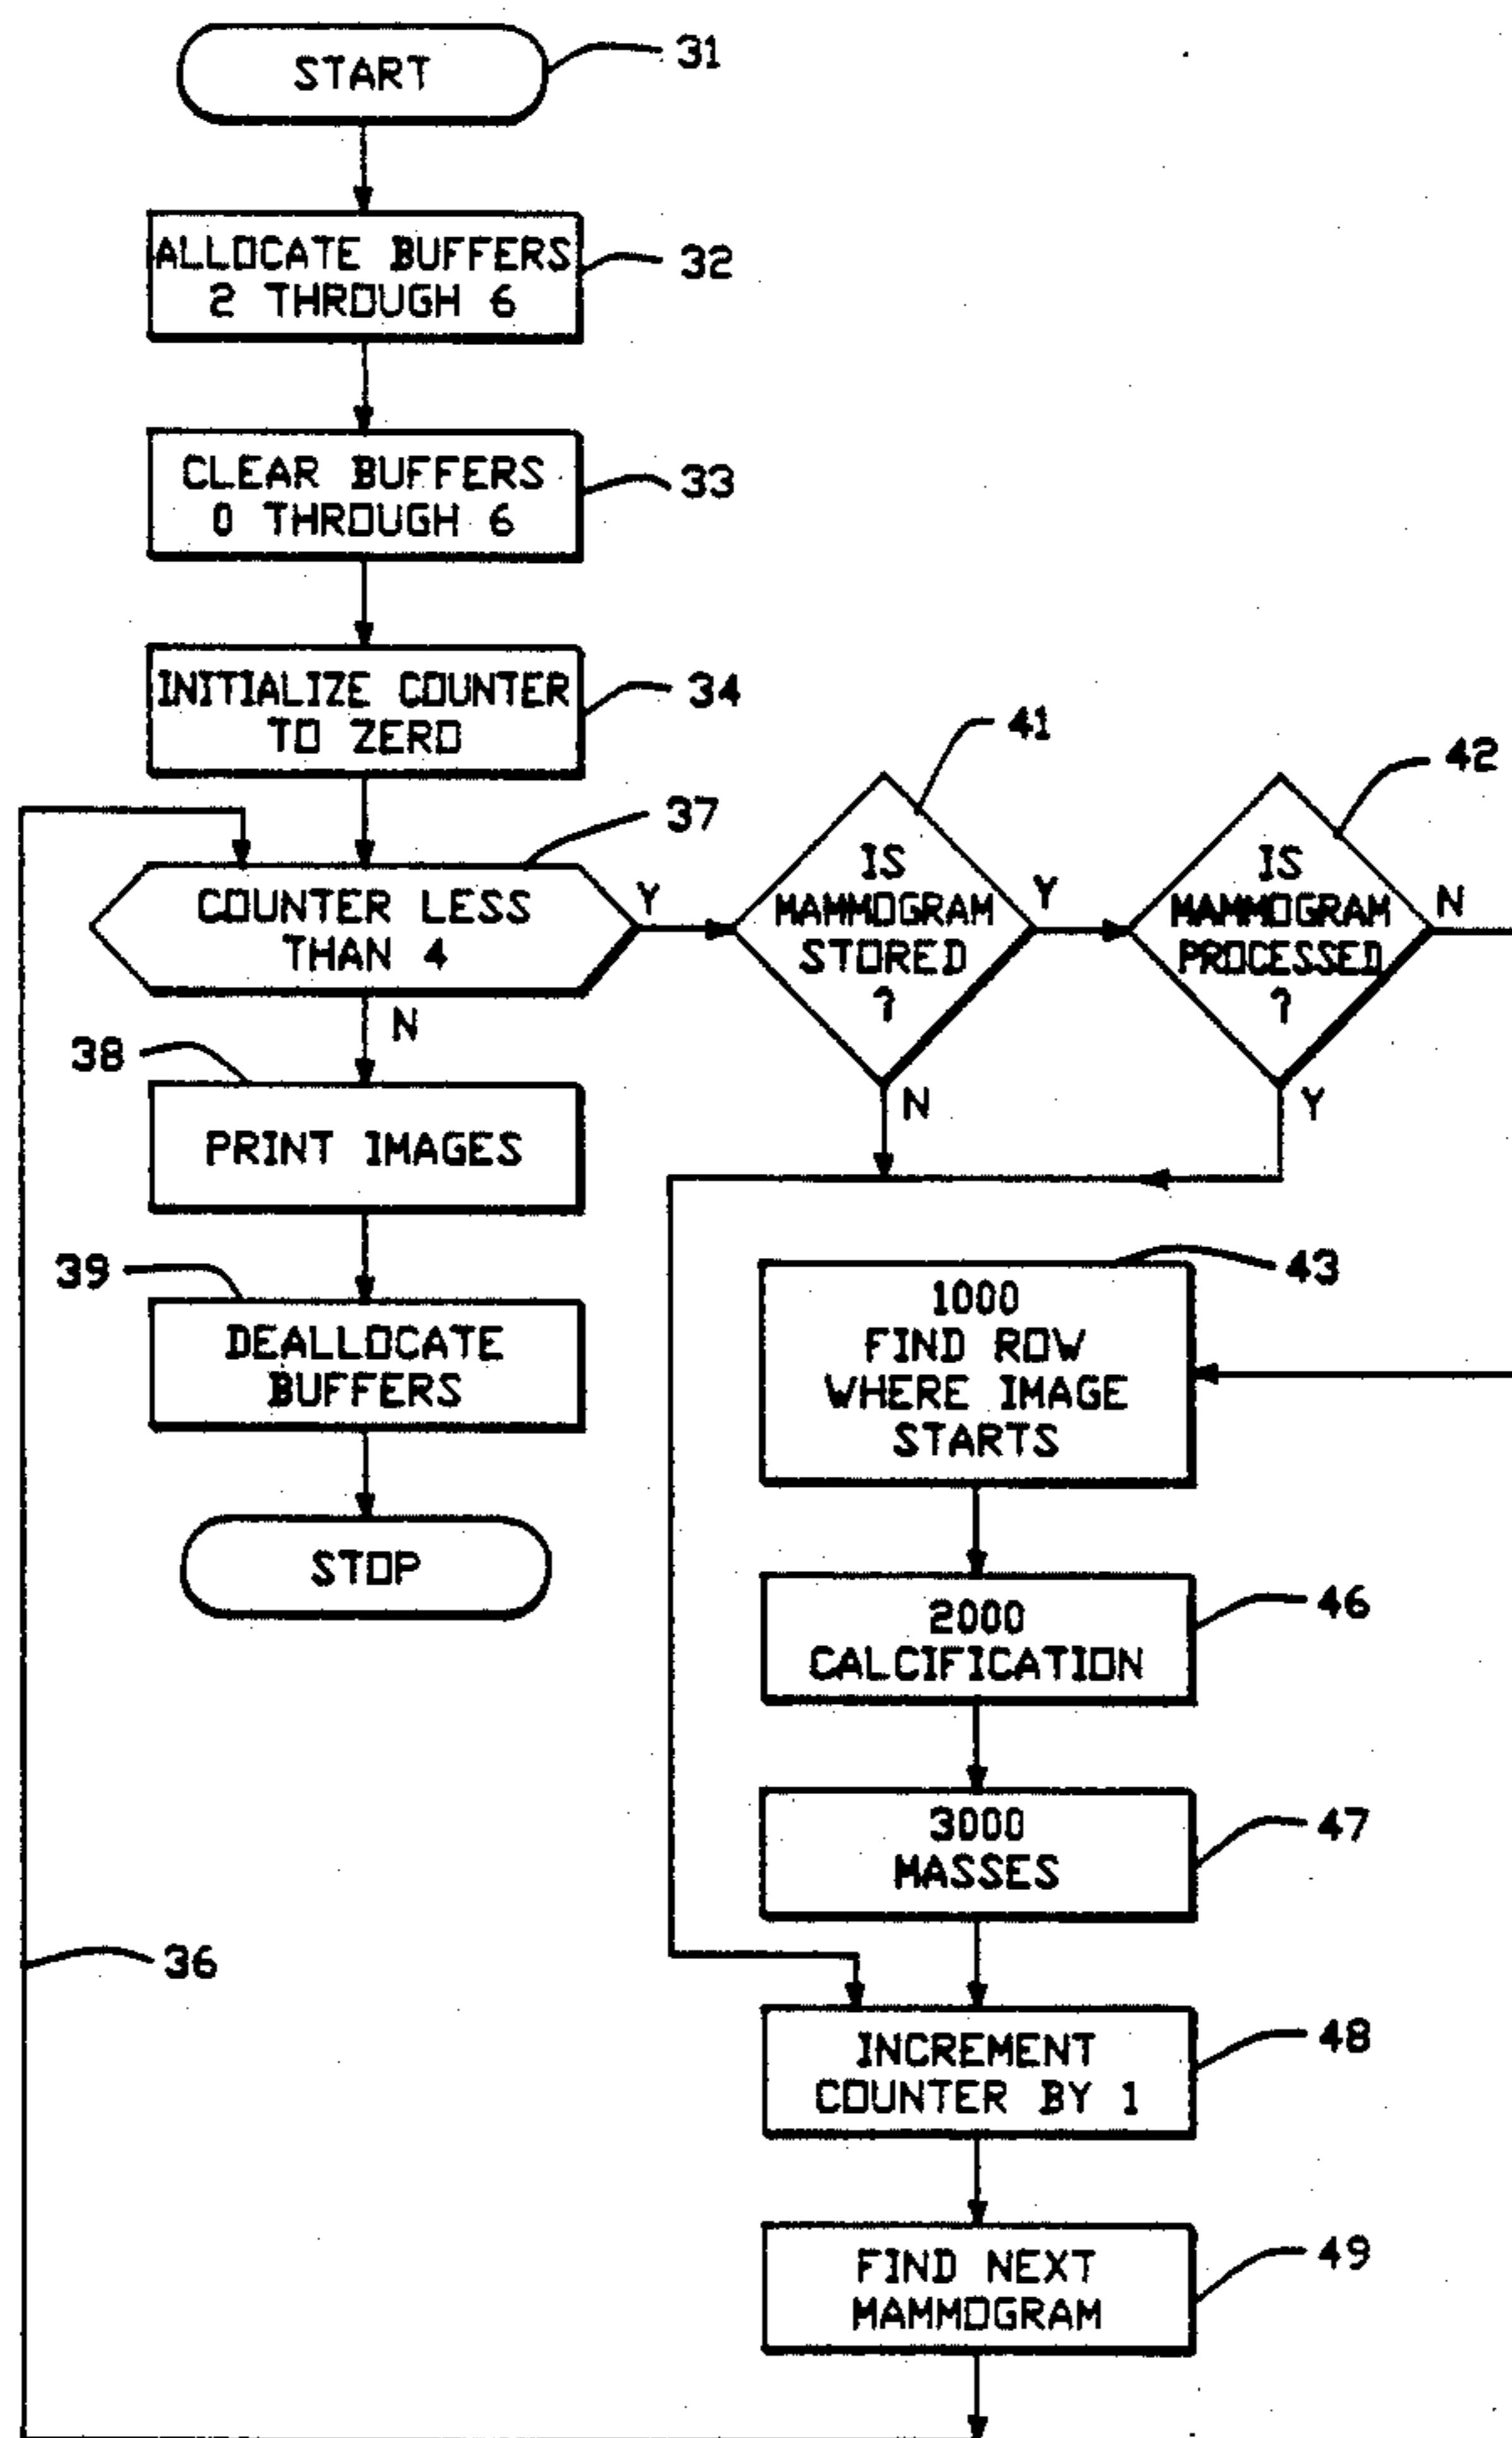 START
31
ALLOCATE BUFFERS
2 THROUGH 6
32
CLEAR BUFFERS
0 THROUGH 6
33
INITIALIZE COUNTER
TO ZERO
34
37
COUNTER LESS
THAN 4
Y
N
41
IS
MAMMOGRAM
STORED
?
Y
N
42
IS
MAMMOGRAM
PROCESSED
?
N
Y
38
PRINT IMAGES
39
DEALLOCATE
BUFFERS
STOP
43
1000
FIND ROW
WHERE IMAGE
STARTS
2000
CALCIFICATION
46
3000
MASSES
47
36
INCREMENT
COUNTER BY 1
48
FIND NEXT
MAMMOGRAM
49